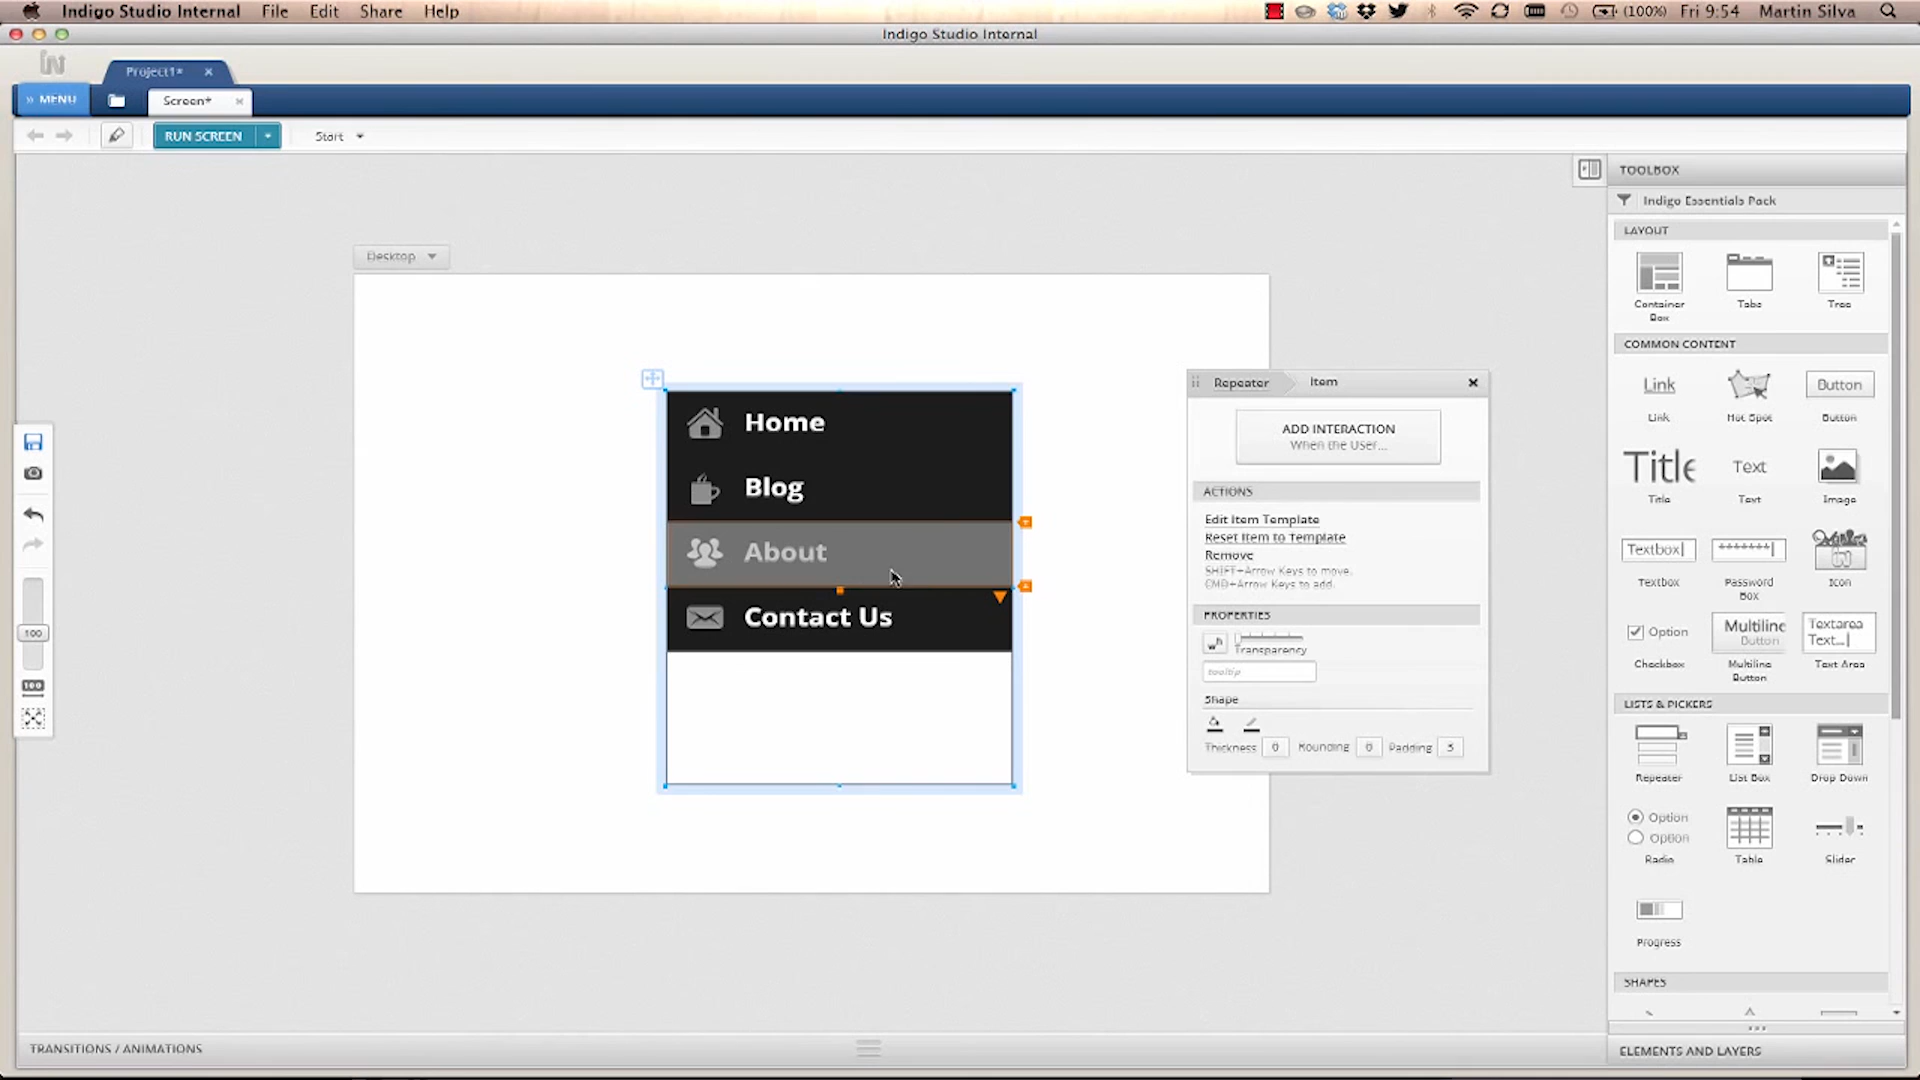 Indigo Studio Internal File Edit Share Help (100%) Fri 9:54 Martin Silva
Indigo Studio Internal
Project1*
» MENU Screen*
RUN SCREEN Start
TOOLBOX
Indigo Essentials Pack
LAYOUT
Container Box
Tabs
Tree
COMMON CONTENT
Link
Link
Hot Spot
Button
Button
Title
Title
Text
Text
Image
Textbox
Textbox
*******
Password Box
Icon
Option
Checkbox
Multiline
Button
Multiline Button
Textarea
Text...
Text Area
LISTS & PICKERS
Repeater
List Box
Drop Down
Option
Option
Radio
Table
Slider
Progress
SHAPES
ELEMENTS AND LAYERS
Desktop
Home
Blog
About
Contact Us
Repeater Item
ADD INTERACTION
When the User...
ACTIONS
Edit Item Template
Reset Item to Template
Remove
SHIFT+Arrow Keys to move.
CMD+Arrow Keys to add.
PROPERTIES
Transparency
tooltip
Shape
Thickness 0 Rounding 0 Padding 5
100
100
TRANSITIONS / ANIMATIONS